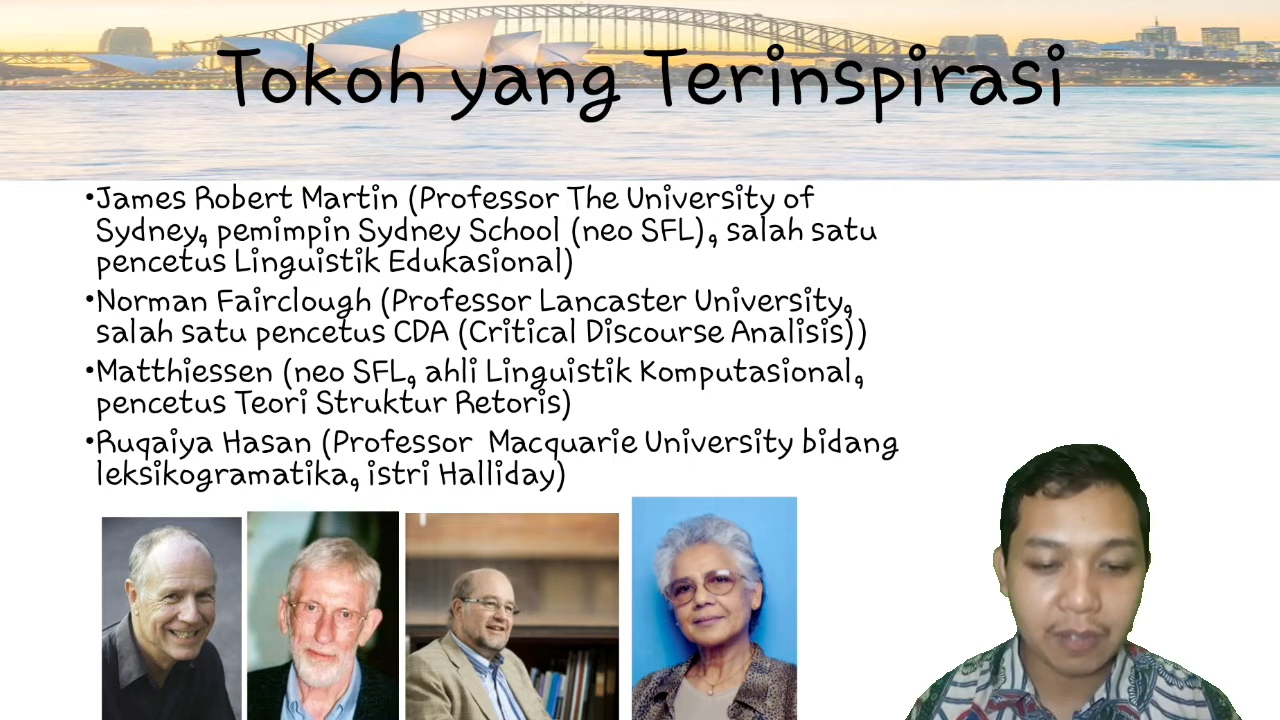 Tokoh yang Terinspirasi
•James Robert Martin (Professor The University of
Sydney, pemimpin Sydney School (neo SFL), salah satu
pencetus Linguistik Edukasional)
•Norman Fairclough (Professor Lancaster University,
salah satu pencetus CDA (Critical Discourse Analisis))
•Matthiessen (neo SFL, ahli Linguistik Komputasional,
pencetus Teori Struktur Retoris)
•Ruqaiya Hasan (Professor  Macquarie University bidang
leksikogramatika, istri Halliday)